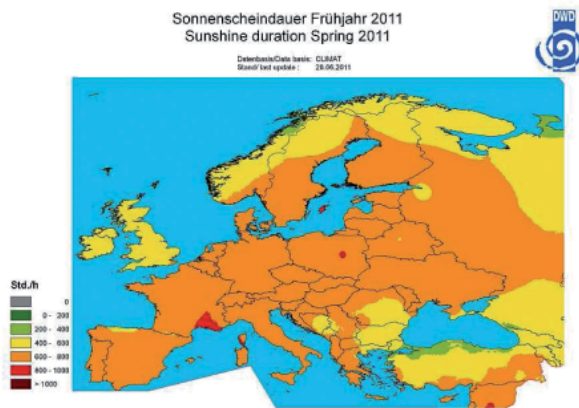 Sonnenscheindauer Frühjahr 2011
Sunshine duration Spring 2011
DWD
Datenbasis/Data basis: CLIMAT
Stand/ last update : 28.06.2011
Std./h
0
0 - 200
200 - 400
400 - 600
600 - 800
800 - 1000
> 1000